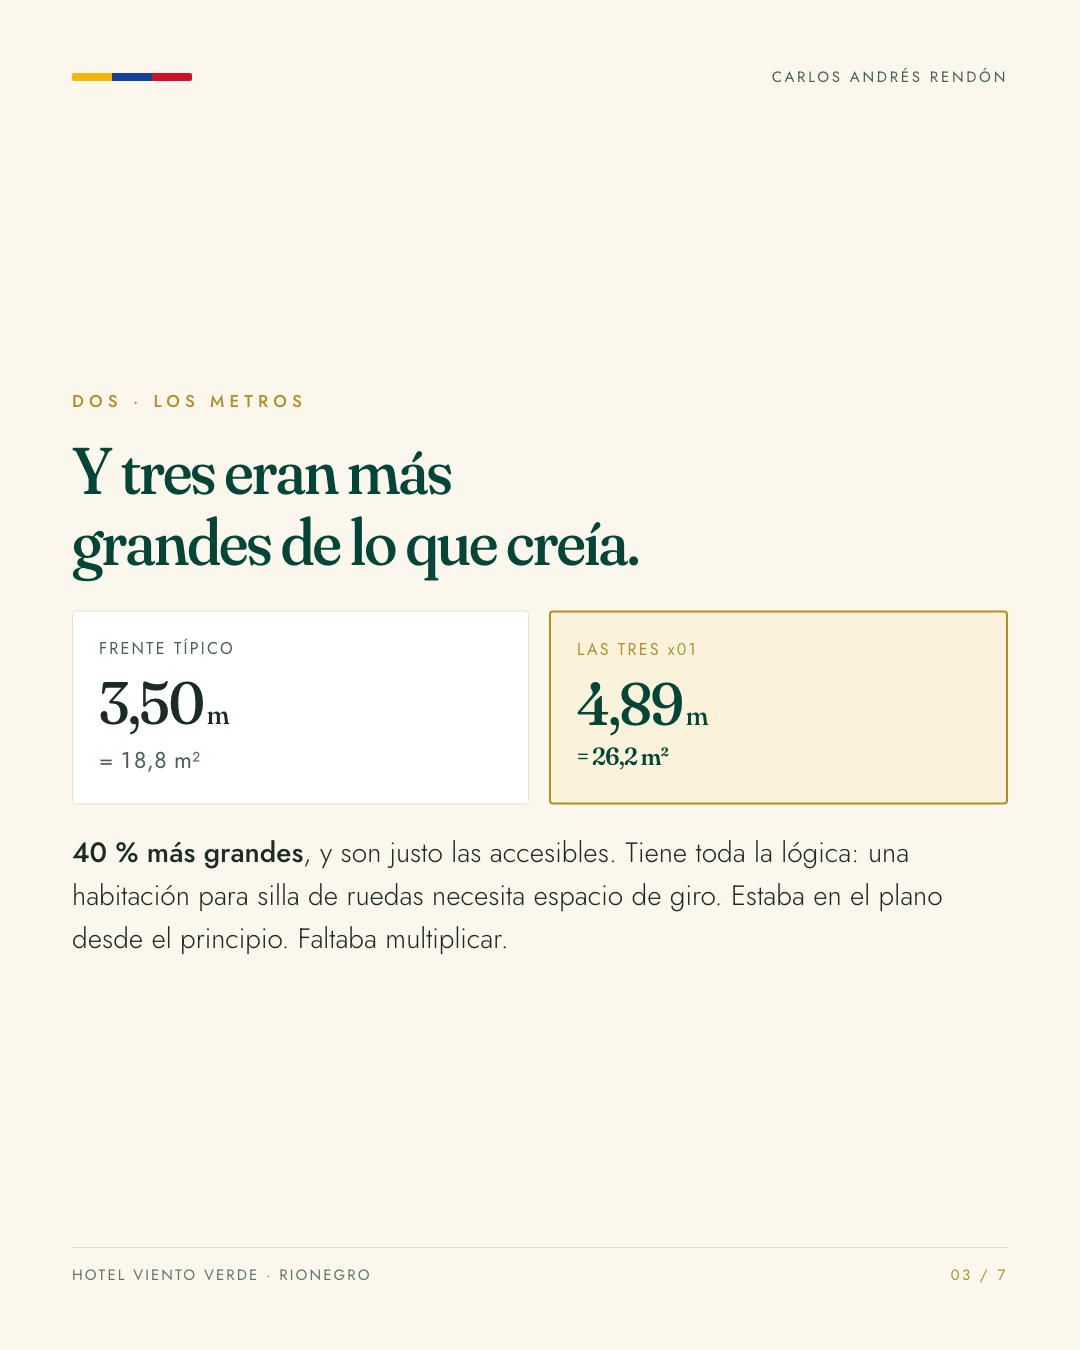 CARLOS ANDRÉS RENDÓN
DOS · LOS METROS
Y tres eran más
grandes de lo que creía.
FRENTE TÍPICO
3,50 m
= 18,8 m²
LAS TRES x01
4,89 m
= 26,2 m²
40 % más grandes, y son justo las accesibles. Tiene toda la lógica: una
habitación para silla de ruedas necesita espacio de giro. Estaba en el plano
desde el principio. Faltaba multiplicar.
HOTEL VIENTO VERDE · RIONEGRO
03 / 7